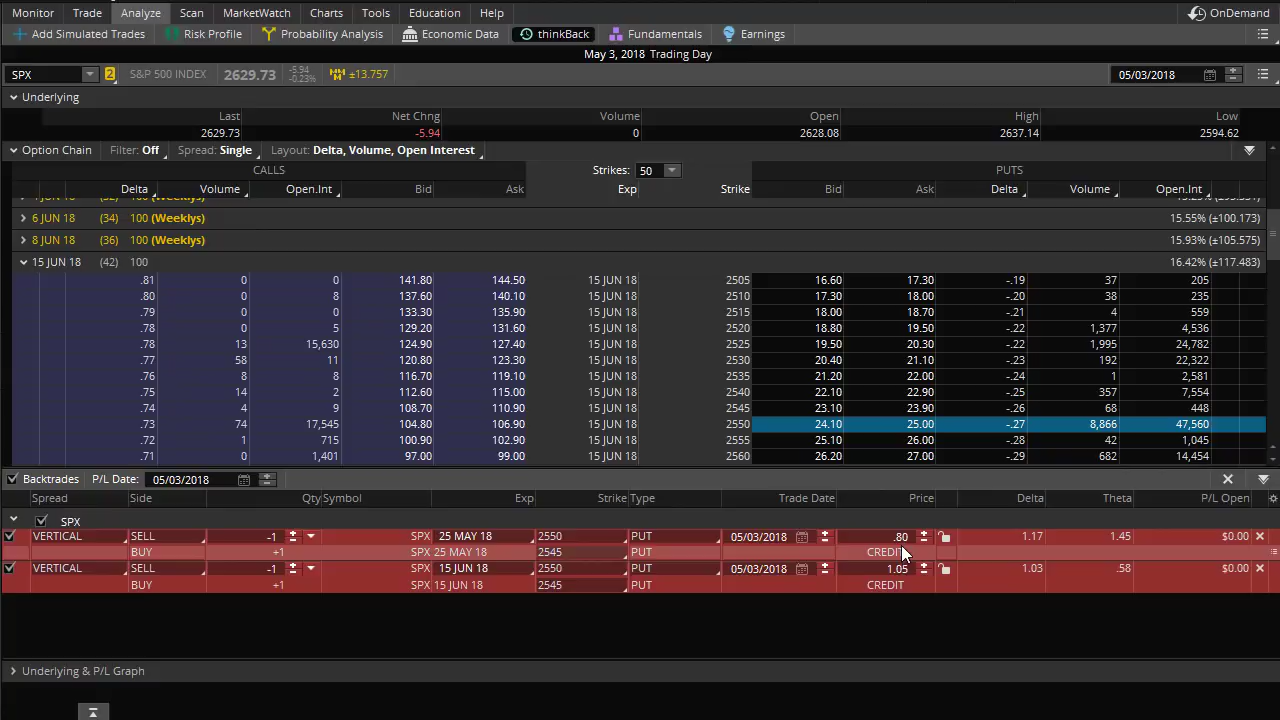 Monitor Trade Analyze Scan MarketWatch Charts Tools Education Help OnDemand
Add Simulated Trades Risk Profile Probability Analysis Economic Data thinkBack Fundamentals Earnings
May 3, 2018 Trading Day
SPX 2 S&P 500 INDEX 2629.73 -5.94 -0.23% ±13.757 05/03/2018
Underlying
Last Net Chng Volume Open High Low
2629.73 -5.94 0 2628.08 2637.14 2594.62
Option Chain Filter: Off Spread: Single Layout: Delta, Volume, Open Interest
CALLS Strikes: 50 PUTS
Delta Volume Open.Int Bid Ask Exp Strike Bid Ask Delta Volume Open.Int
6 JUN 18 (34) 100 (Weeklys) 15.55% (±100.173)
8 JUN 18 (36) 100 (Weeklys) 15.93% (±105.575)
15 JUN 18 (42) 100 16.42% (±117.483)
.81 0 0 141.80 144.50 15 JUN 18 2505 16.60 17.30 -.19 37 205
.80 0 8 137.60 140.10 15 JUN 18 2510 17.30 18.00 -.20 38 235
.79 0 0 133.30 135.90 15 JUN 18 2515 18.00 18.70 -.21 4 559
.78 0 5 129.20 131.60 15 JUN 18 2520 18.80 19.50 -.22 1,377 4,536
.78 13 15,630 124.90 127.40 15 JUN 18 2525 19.50 20.30 -.22 1,995 24,782
.77 58 11 120.80 123.30 15 JUN 18 2530 20.40 21.10 -.23 192 22,322
.76 8 8 116.70 119.10 15 JUN 18 2535 21.20 22.00 -.24 1 2,581
.75 14 2 112.60 115.00 15 JUN 18 2540 22.10 22.90 -.25 357 7,554
.74 4 9 108.70 110.90 15 JUN 18 2545 23.10 23.90 -.26 68 448
.73 74 17,545 104.80 106.90 15 JUN 18 2550 24.10 25.00 -.27 8,866 47,560
.72 1 715 100.90 102.90 15 JUN 18 2555 25.10 26.00 -.28 42 1,045
.71 0 1,401 97.00 99.00 15 JUN 18 2560 26.20 27.00 -.29 682 14,454
Backtrades P/L Date: 05/03/2018
Spread Side Qty Symbol Exp Strike Type Trade Date Price Delta Theta P/L Open
SPX
VERTICAL SELL -1 SPX 25 MAY 18 2550 PUT 05/03/2018 .80 1.17 1.45 $0.00
BUY +1 SPX 25 MAY 18 2545 PUT CREDIT
VERTICAL SELL -1 SPX 15 JUN 18 2550 PUT 05/03/2018 1.05 1.03 .58 $0.00
BUY +1 SPX 15 JUN 18 2545 PUT CREDIT
Underlying & P/L Graph